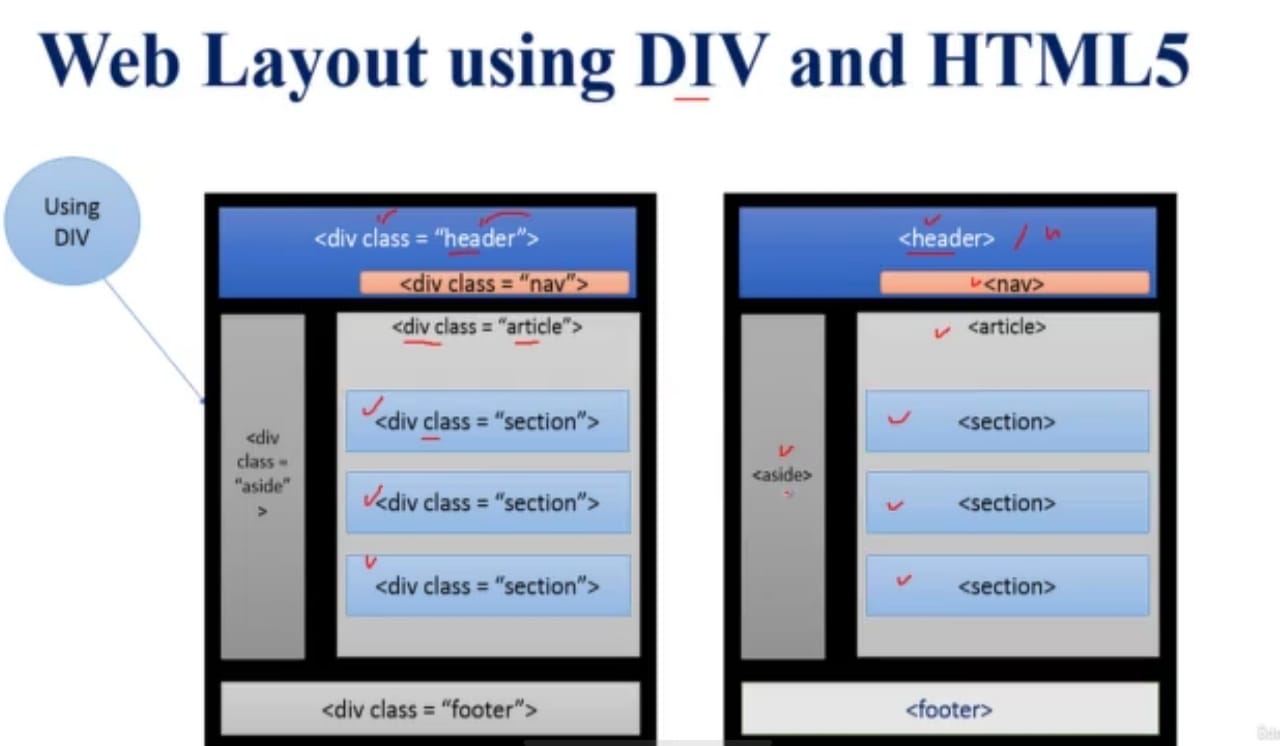 Web Layout using DIV and HTML5
Using
DIV
<div class = “header”>
<div class = “nav”>
<div class = “article”>
<div
class =
“aside”
>
<div class = “section”>
<div class = “section”>
<div class = “section”>
<div class = “footer”>
<header>
<nav>
<article>
<aside>
<section>
<section>
<section>
<footer>